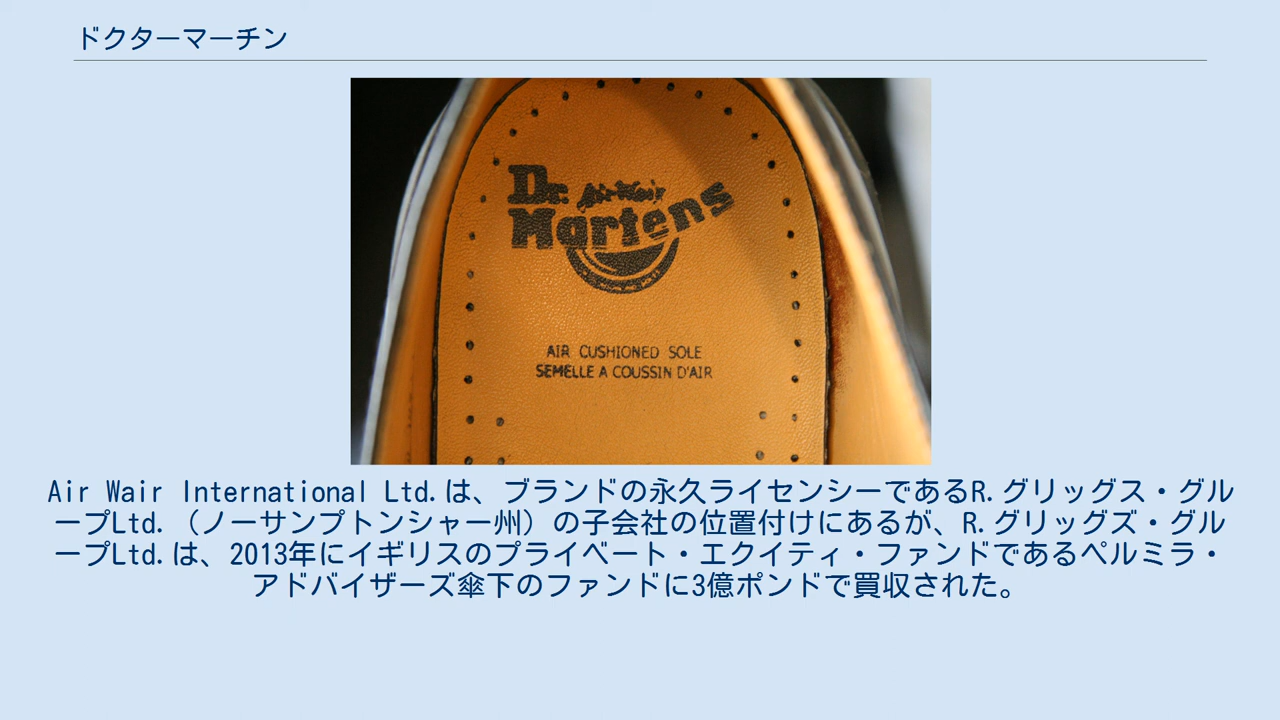 ドクターマーチン
Dr. AirWair
Martens
AIR CUSHIONED SOLE
SEMELLE A COUSSIN D'AIR
Air Wair International Ltd.は、ブランドの永久ライセンシーであるR.グリッグス・グル
ープLtd.（ノーサンプトンシャー州）の子会社の位置付けにあるが、R.グリッグズ・グル
ープLtd.は、2013年にイギリスのプライベート・エクイティ・ファンドであるペルミラ・
アドバイザーズ傘下のファンドに3億ポンドで買収された。